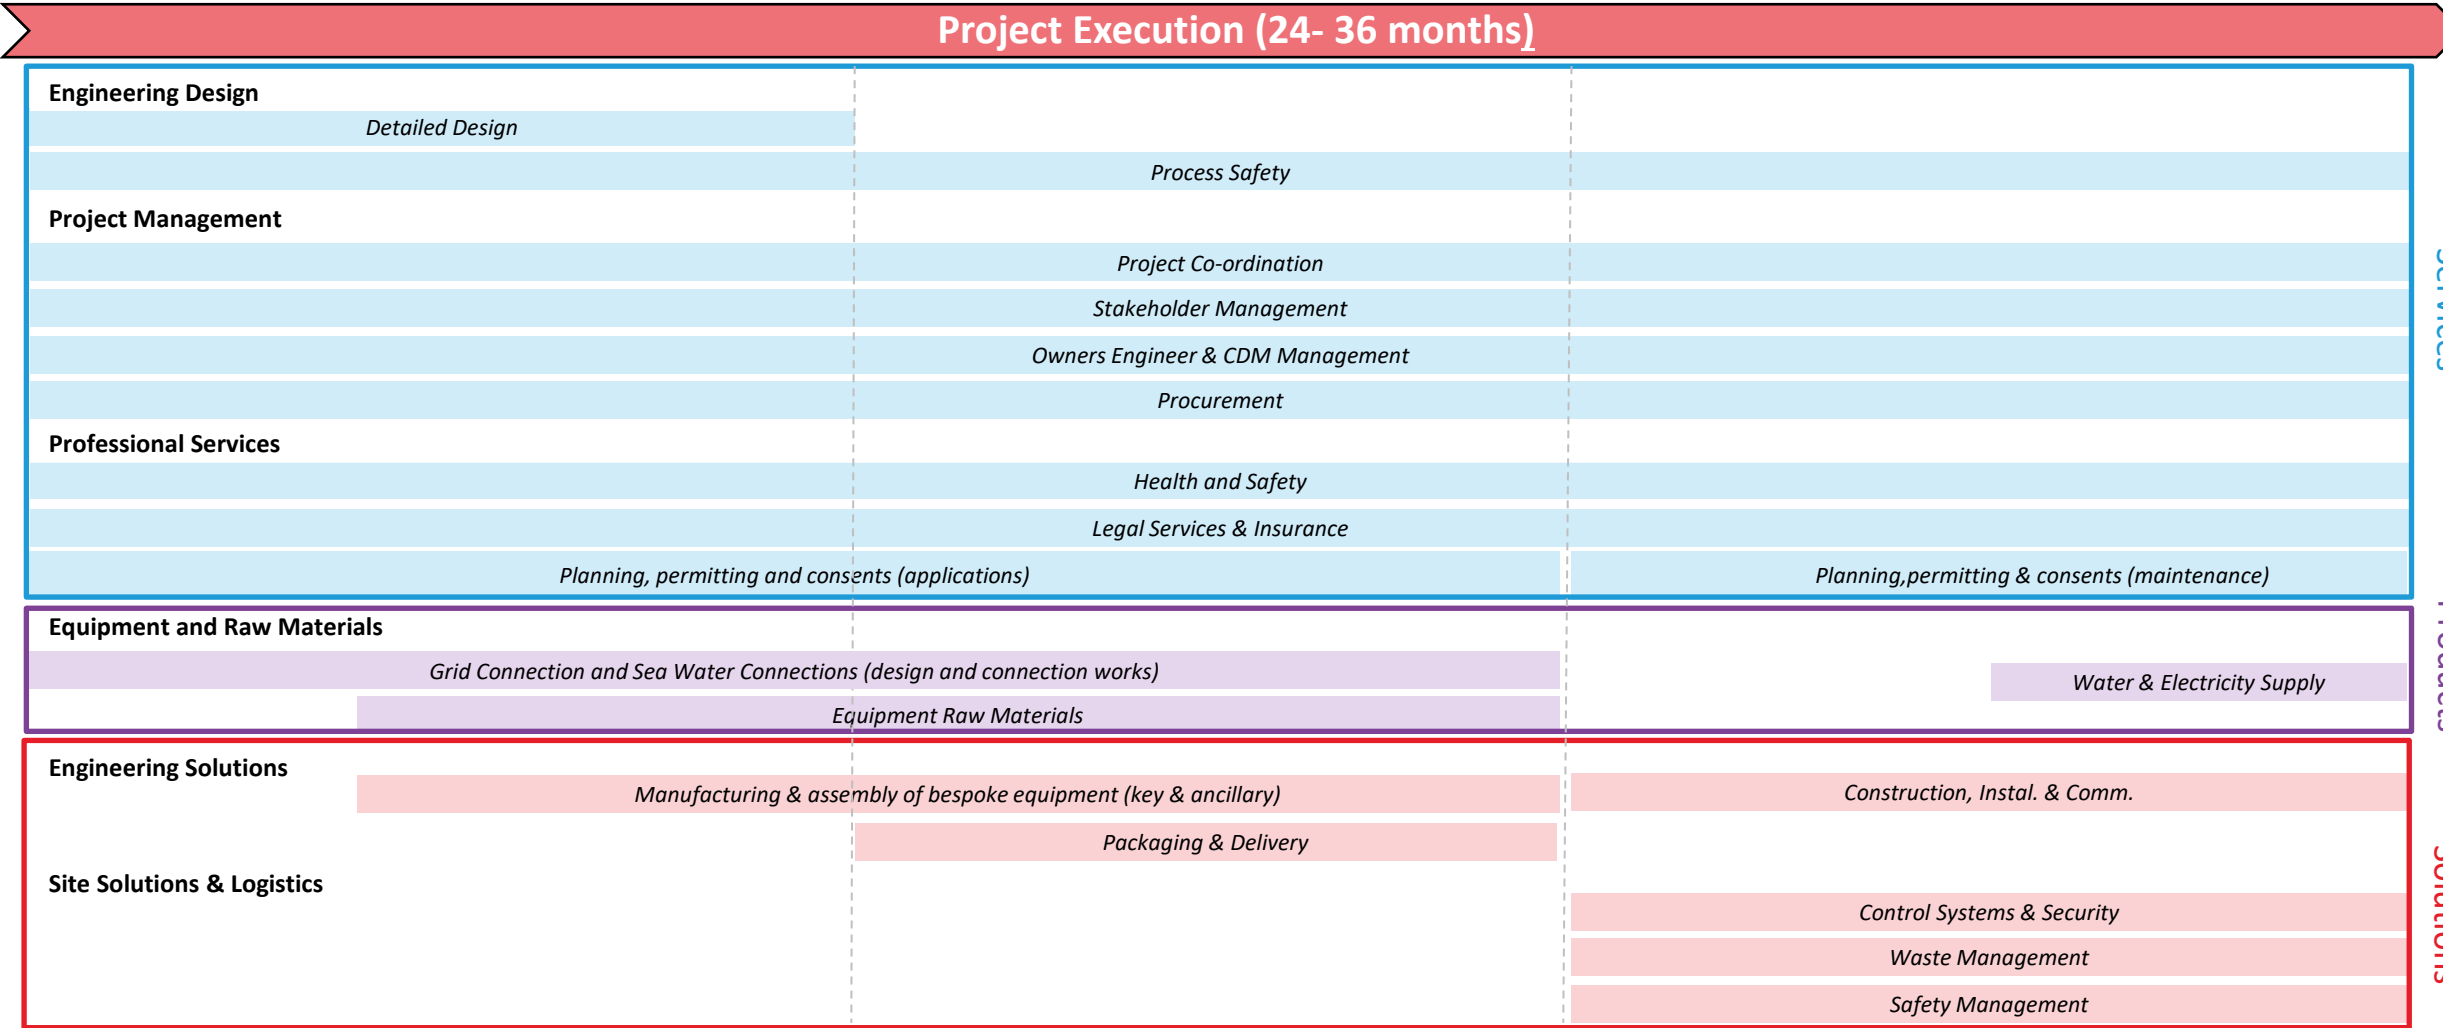 Project Execution (24- 36 months)
Engineering Design
Detailed Design
Process Safety
Project Management
Project Co-ordination
Stakeholder Management
Owners Engineer & CDM Management
Procurement
Professional Services
Health and Safety
Legal Services & Insurance
Planning, permitting and consents (applications)
Planning,permitting & consents (maintenance)
Services
Equipment and Raw Materials
Grid Connection and Sea Water Connections (design and connection works)
Water & Electricity Supply
Equipment Raw Materials
Products
Engineering Solutions
Manufacturing & assembly of bespoke equipment (key & ancillary)
Construction, Instal. & Comm.
Packaging & Delivery
Site Solutions & Logistics
Control Systems & Security
Waste Management
Safety Management
Solutions